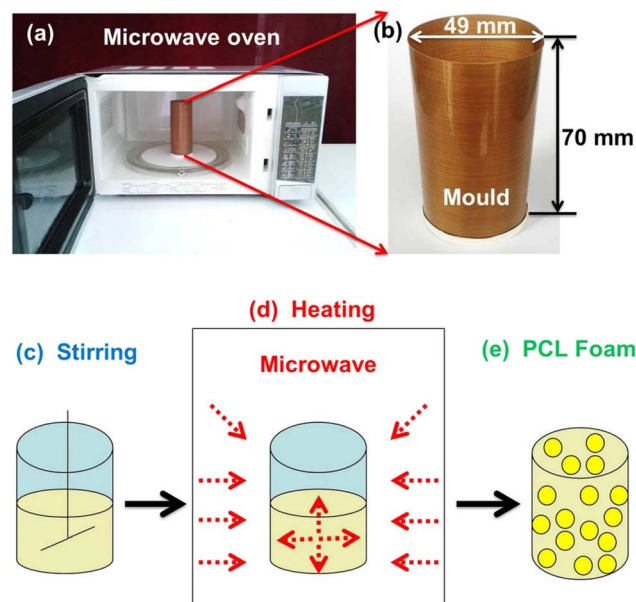 (a)
Microwave oven
(b)
49 mm
70 mm
Mould
(d) Heating
(c) Stirring
Microwave
(e) PCL Foam